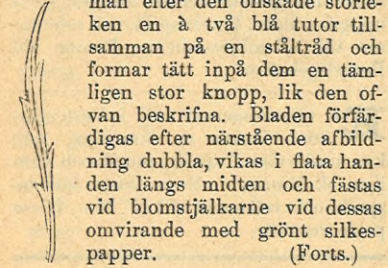 man efter den önskade storle-
ken en à två blå tutor till-
samman på en ståltråd och
formar tätt inpå dem en täm-
ligen stor knopp, lik den of-
van beskrifna. Bladen förfär-
digas efter närstående afbild-
ning dubbla, vikas i flata han-
den längs midten och fästas
vid blomstjälkarne vid dessas
omvirande med grönt silkes-
papper. (Forts.)